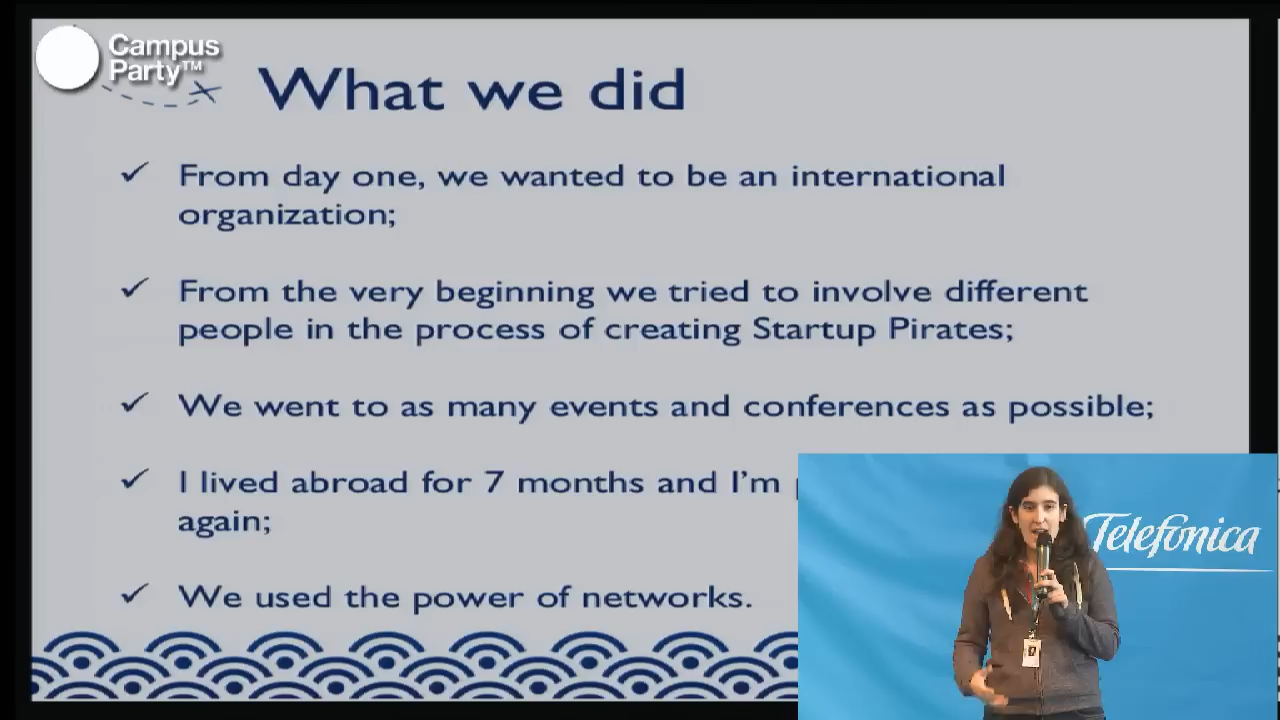 Campus
Party™
What we did
✓ From day one, we wanted to be an international
organization;
✓ From the very beginning we tried to involve different
people in the process of creating Startup Pirates;
✓ We went to as many events and conferences as possible;
✓ I lived abroad for 7 months and I'm
again;
✓ We used the power of networks.
Telefónica